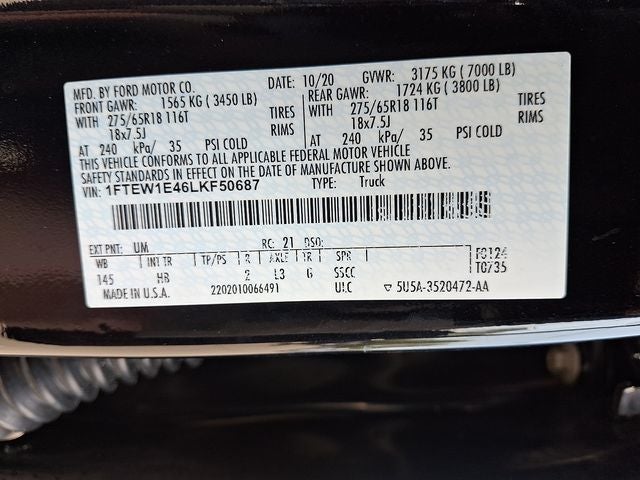 MFD. BY FORD MOTOR CO. DATE: 10/20 GVWR: 3175 KG ( 7000 LB)
FRONT GAWR: 1565 KG ( 3450 LB) REAR GAWR: 1724 KG ( 3800 LB)
WITH 275/65R18 116T TIRES WITH 275/65R18 116T TIRES
18x7.5J RIMS 18x7.5J RIMS
AT 240 kPa/ 35 PSI COLD AT 240 kPa/ 35 PSI COLD
THIS VEHICLE CONFORMS TO ALL APPLICABLE FEDERAL MOTOR VEHICLE
SAFETY STANDARDS IN EFFECT ON THE DATE OF MANUFACTURE SHOWN ABOVE.
VIN: 1FTEW1E46LKF50687 TYPE: Truck
EXT PNT: UM RC: 21 DSO:
WB INT TR TP/PS R AXLE TR SPR F0124
145 HB 2 L3 6 SSCC T0735
MADE IN U.S.A. 2202010066491 ULC 5U5A-3520472-AA